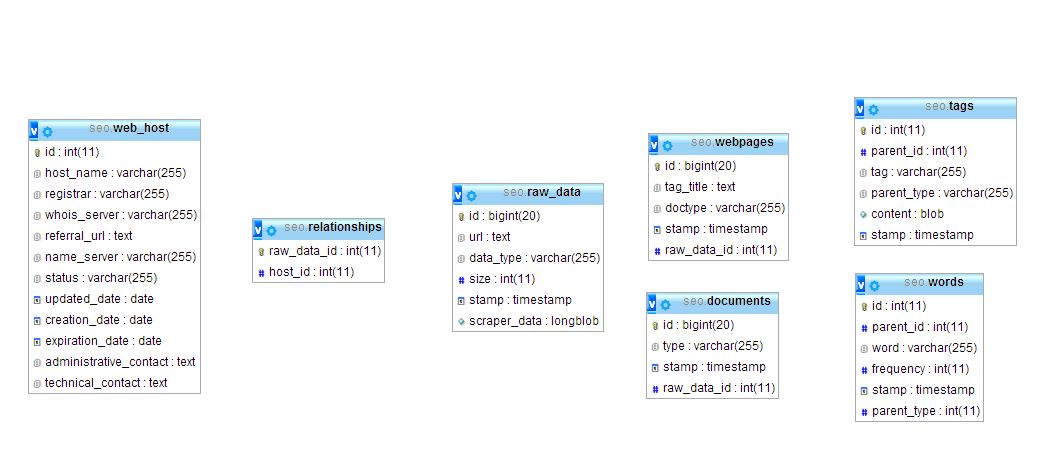 seo.web_host
id : int(11)
host_name : varchar(255)
registrar : varchar(255)
whois_server : varchar(255)
referral_url : text
name_server : varchar(255)
status : varchar(255)
updated_date : date
creation_date : date
expiration_date : date
administrative_contact : text
technical_contact : text
seo.relationships
raw_data_id : int(11)
host_id : int(11)
seo.raw_data
id : bigint(20)
url : text
data_type : varchar(255)
size : int(11)
stamp : timestamp
scraper_data : longblob
seo.webpages
id : bigint(20)
tag_title : text
doctype : varchar(255)
stamp : timestamp
raw_data_id : int(11)
seo.documents
id : bigint(20)
type : varchar(255)
stamp : timestamp
raw_data_id : int(11)
seo.tags
id : int(11)
parent_id : int(11)
tag : varchar(255)
parent_type : varchar(255)
content : blob
stamp : timestamp
seo.words
id : int(11)
parent_id : int(11)
word : varchar(255)
frequency : int(11)
stamp : timestamp
parent_type : int(11)